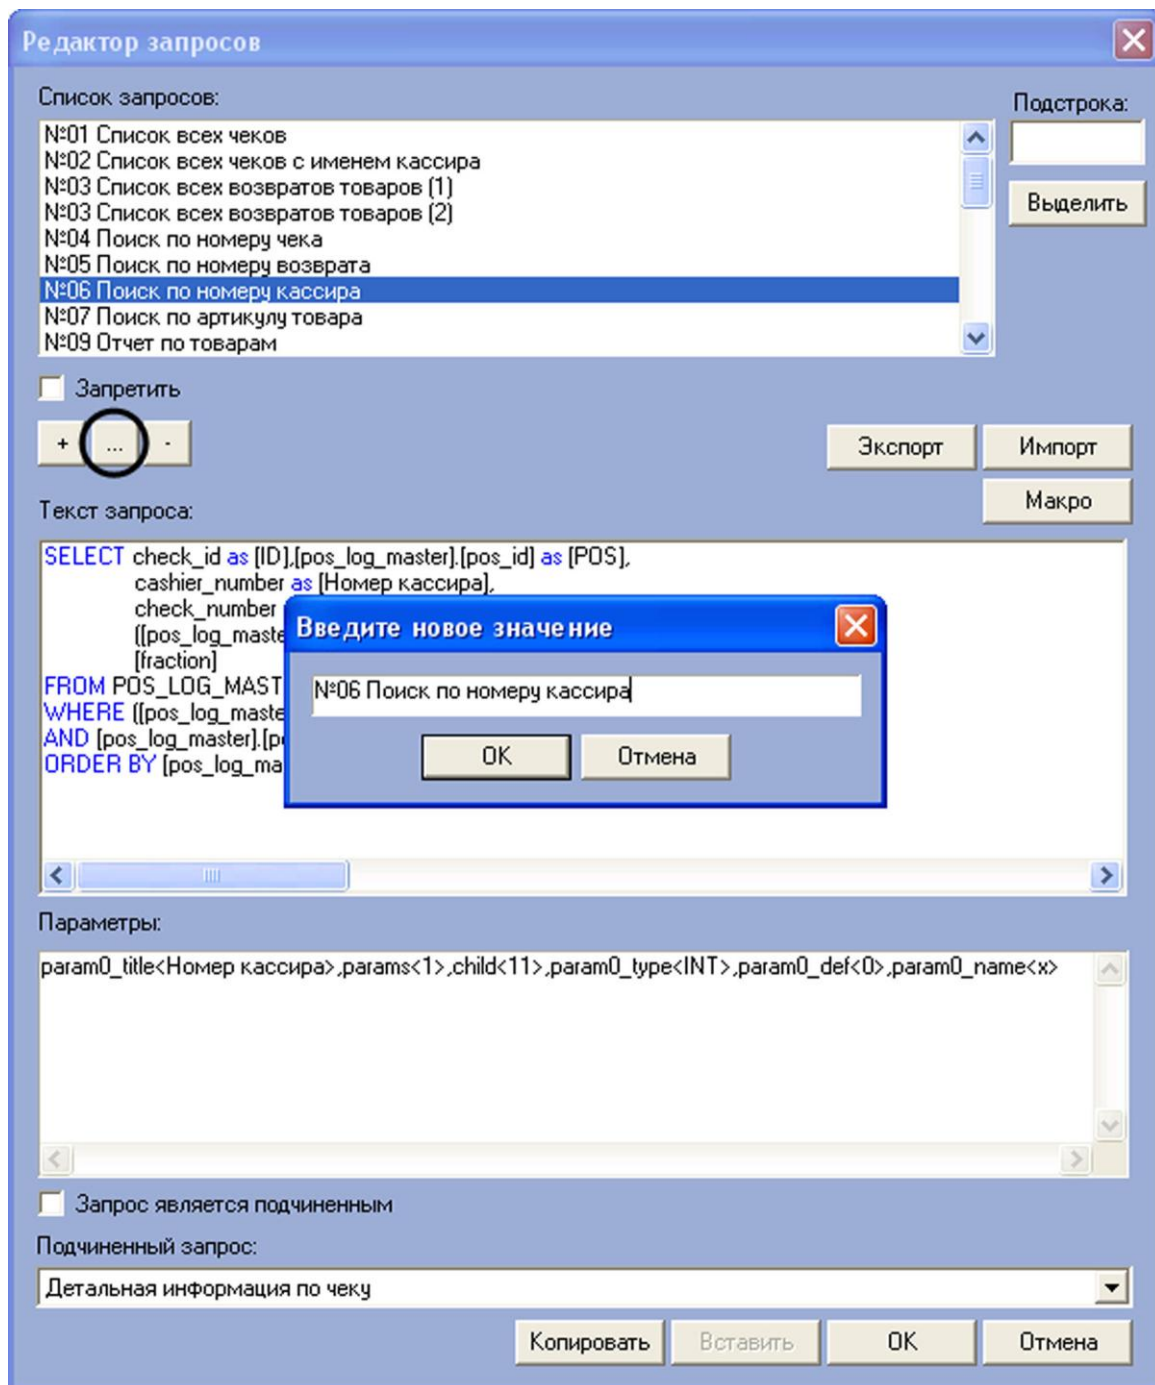 Редактор запросов
Список запросов:
Подстрока:
№01 Список всех чеков
№02 Список всех чеков с именем кассира
№03 Список всех возвратов товаров (1)
№03 Список всех возвратов товаров (2)
№04 Поиск по номеру чека
№05 Поиск по номеру возврата
№06 Поиск по номеру кассира
№07 Поиск по артикулу товара
№09 Отчет по товарам
Выделить
Запретить
+ ... -
Экспорт Импорт
Макро
Текст запроса:
SELECT check_id as [ID],[pos_log_master].[pos_id] as [POS],
cashier_number as [Номер кассира],
check_number
([pos_log_maste
[fraction]
FROM POS_LOG_MAST
WHERE ([pos_log_maste
AND [pos_log_master].[p
ORDER BY [pos_log_ma
Введите новое значение
№06 Поиск по номеру кассира
OK Отмена
Параметры:
param0_title<Номер кассира>,params<1>,child<11>,param0_type<INT>,param0_def<0>,param0_name<x>
Запрос является подчиненным
Подчиненный запрос:
Детальная информация по чеку
Копировать Вставить OK Отмена